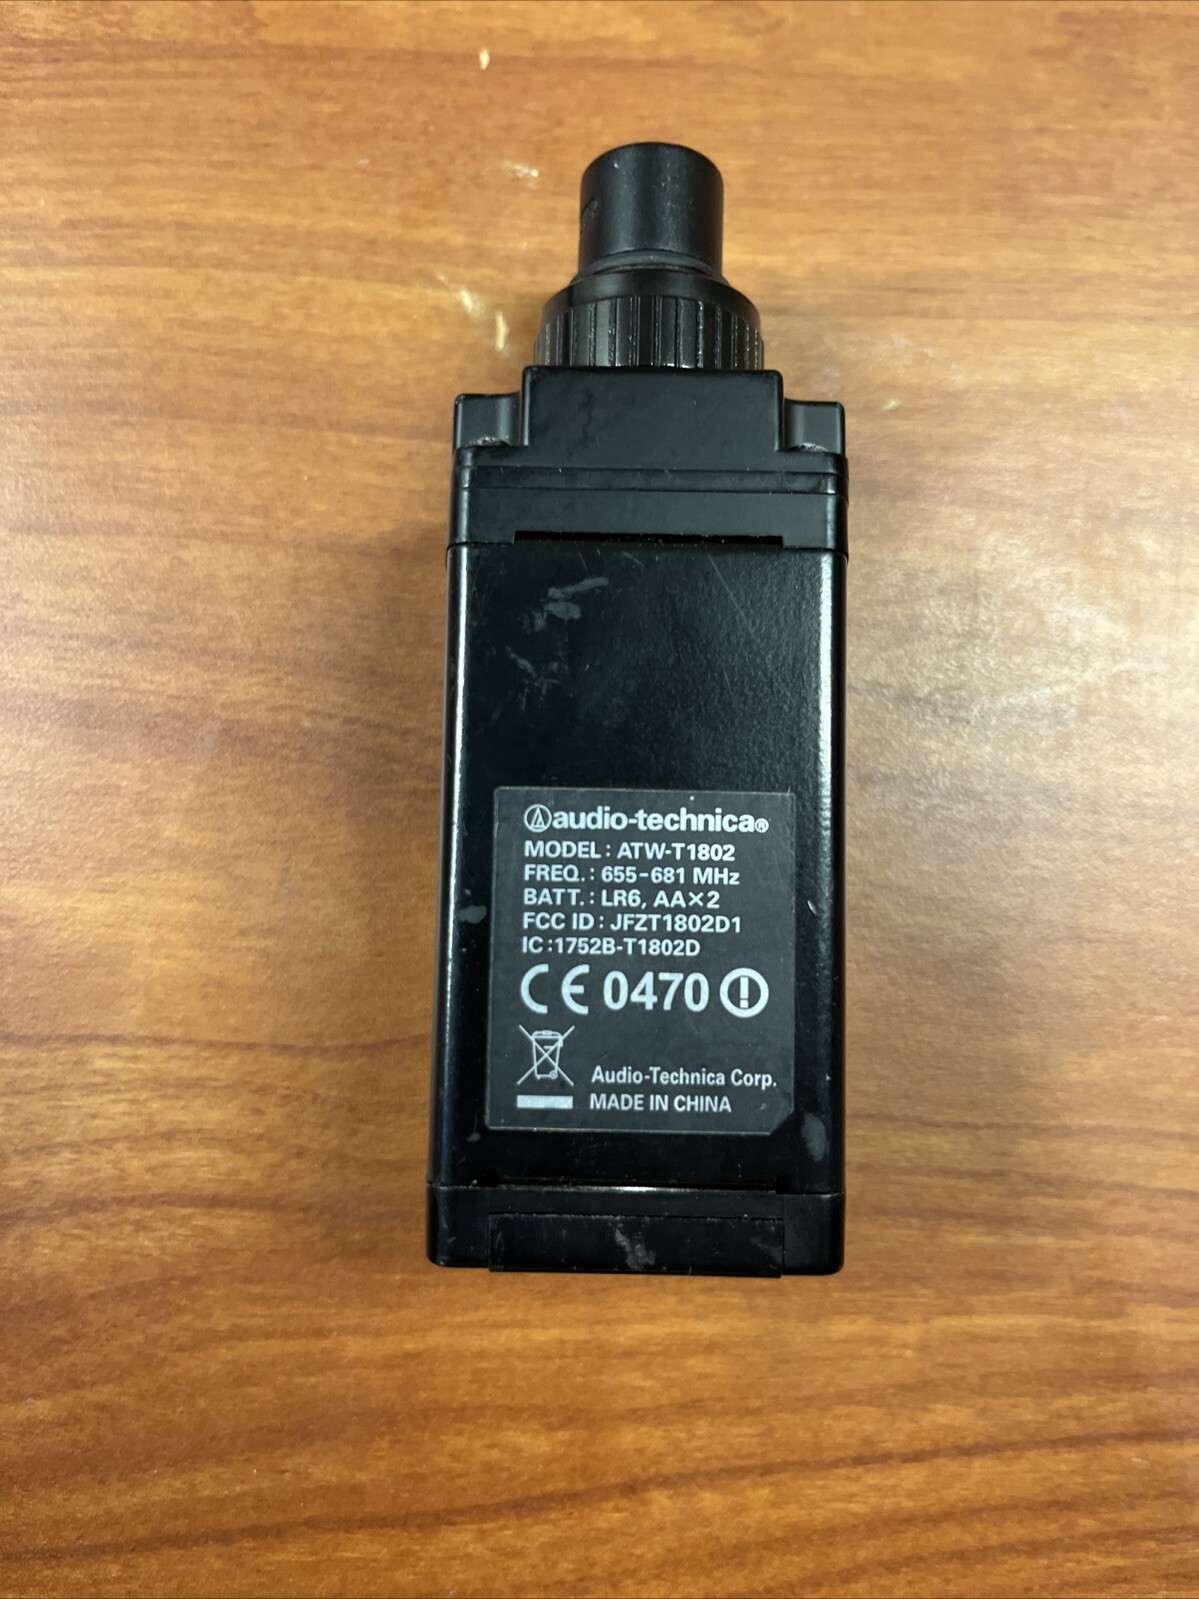 audio-technica®
MODEL: ATW-T1802
FREQ.: 655-681 MHz
BATT.: LR6, AA×2
FCC ID: JFZT1802D1
IC:1752B-T1802D
CE 0470
Audio-Technica Corp.
MADE IN CHINA